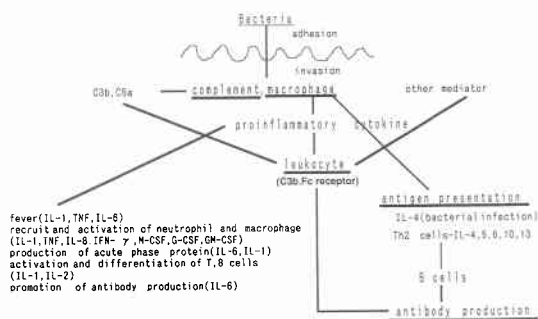 Bacteria
adhesion
invasion
C3b,C5a
complement,macrophage
other mediator
proinflammatory cytokine
leukocyte
(C3b.Fc receptor)
antigen presentation
IL-4(bacterial infection)
Th2 cells-IL-4,5,6,10,13
B cells
antibody production
fever(IL-1,TNF,IL-6)
recruit and activation of neutrophil and macrophage
(IL-1,TNF,IL-8 IFN- γ,M-CSF,G-CSF,GM-CSF)
production of acute phase protein(IL-6,IL-1)
activation and differentiation of T,B cells
(IL-1,IL-2)
promotion of antibody production(IL-6)